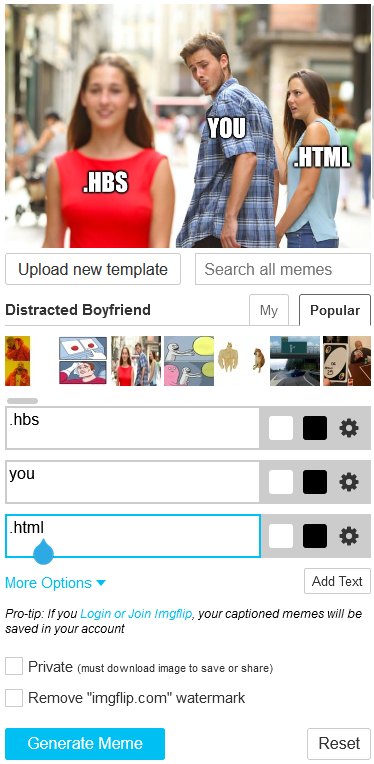 YOU
.HTML
.HBS
Upload new template
Search all memes
Distracted Boyfriend
My
Popular
.hbs
you
.html
More Options
Add Text
Pro-tip: If you Login or Join Imgflip, your captioned memes will be
saved in your account
Private (must download image to save or share)
Remove "imgflip.com" watermark
Generate Meme
Reset